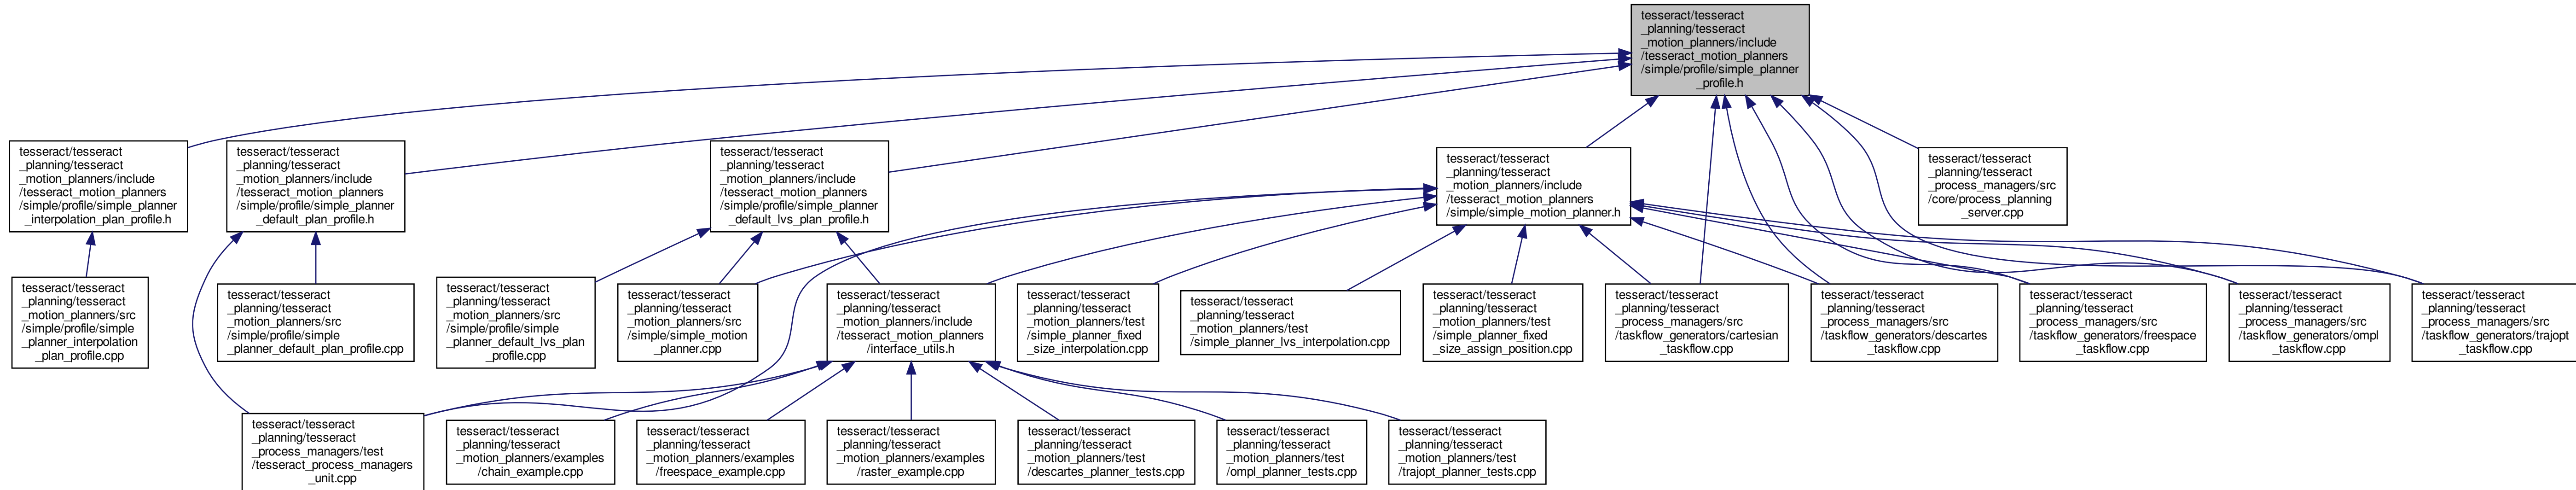 tesseract/tesseract
_planning/tesseract
_motion_planners/include
/tesseract_motion_planners
/simple/profile/simple_planner
_profile.h
tesseract/tesseract
_planning/tesseract
_motion_planners/include
/tesseract_motion_planners
/simple/profile/simple_planner
_interpolation_plan_profile.h
tesseract/tesseract
_planning/tesseract
_motion_planners/include
/tesseract_motion_planners
/simple/profile/simple_planner
_default_plan_profile.h
tesseract/tesseract
_planning/tesseract
_motion_planners/include
/tesseract_motion_planners
/simple/profile/simple_planner
_default_lvs_plan_profile.h
tesseract/tesseract
_planning/tesseract
_motion_planners/include
/tesseract_motion_planners
/simple/simple_motion_planner.h
tesseract/tesseract
_planning/tesseract
_process_managers/src
/core/process_planning
_server.cpp
tesseract/tesseract
_planning/tesseract
_motion_planners/src
/simple/profile/simple
_planner_interpolation
_plan_profile.cpp
tesseract/tesseract
_planning/tesseract
_motion_planners/src
/simple/profile/simple
_planner_default_plan_profile.cpp
tesseract/tesseract
_planning/tesseract
_motion_planners/src
/simple/profile/simple
_planner_default_lvs_plan
_profile.cpp
tesseract/tesseract
_planning/tesseract
_motion_planners/src
/simple/simple_motion
_planner.cpp
tesseract/tesseract
_planning/tesseract
_motion_planners/include
/tesseract_motion_planners
/interface_utils.h
tesseract/tesseract
_planning/tesseract
_motion_planners/test
/simple_planner_fixed
_size_interpolation.cpp
tesseract/tesseract
_planning/tesseract
_motion_planners/test
/simple_planner_lvs_interpolation.cpp
tesseract/tesseract
_planning/tesseract
_motion_planners/test
/simple_planner_fixed
_size_assign_position.cpp
tesseract/tesseract
_planning/tesseract
_process_managers/src
/taskflow_generators/cartesian
_taskflow.cpp
tesseract/tesseract
_planning/tesseract
_process_managers/src
/taskflow_generators/descartes
_taskflow.cpp
tesseract/tesseract
_planning/tesseract
_process_managers/src
/taskflow_generators/freespace
_taskflow.cpp
tesseract/tesseract
_planning/tesseract
_process_managers/src
/taskflow_generators/ompl
_taskflow.cpp
tesseract/tesseract
_planning/tesseract
_process_managers/src
/taskflow_generators/trajopt
_taskflow.cpp
tesseract/tesseract
_planning/tesseract
_process_managers/test
/tesseract_process_managers
_unit.cpp
tesseract/tesseract
_planning/tesseract
_motion_planners/examples
/chain_example.cpp
tesseract/tesseract
_planning/tesseract
_motion_planners/examples
/freespace_example.cpp
tesseract/tesseract
_planning/tesseract
_motion_planners/examples
/raster_example.cpp
tesseract/tesseract
_planning/tesseract
_motion_planners/test
/descartes_planner_tests.cpp
tesseract/tesseract
_planning/tesseract
_motion_planners/test
/ompl_planner_tests.cpp
tesseract/tesseract
_planning/tesseract
_motion_planners/test
/trajopt_planner_tests.cpp